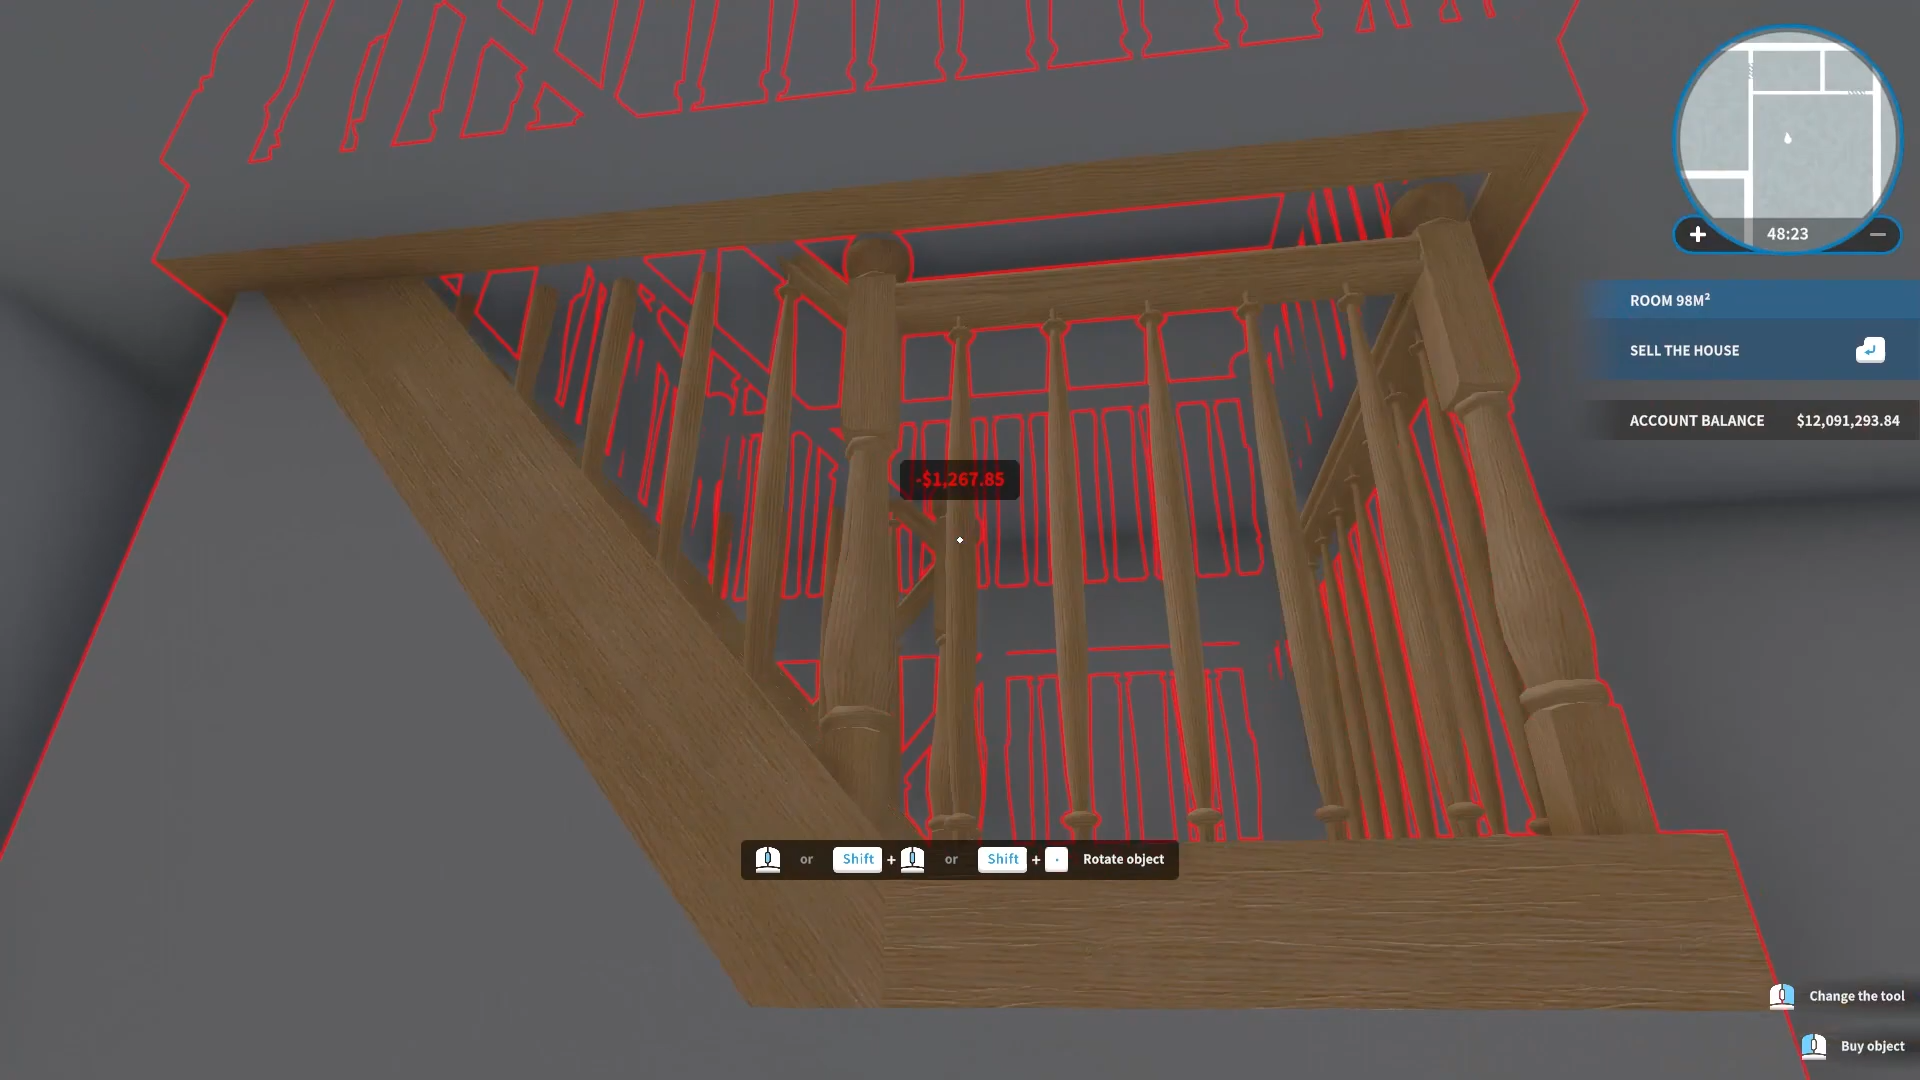 48:23
ROOM 98M²
SELL THE HOUSE
ACCOUNT BALANCE $12,091,293.84
-$1,267.85
or Shift + or Shift + . Rotate object
Change the tool
Buy object